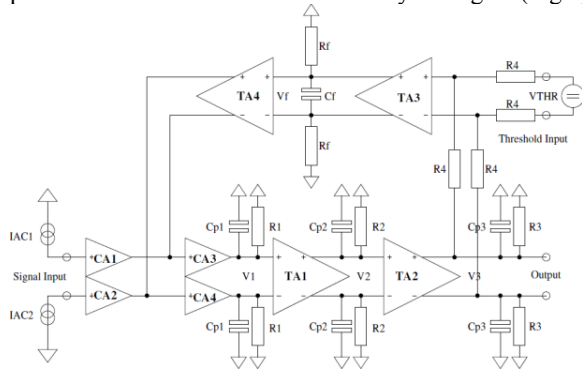 Rf
R4
TA4
Vf
Cf
TA3
VTHR
R4
Rf
Threshold Input
R4
R4
IAC1
Cp1
R1
Cp2
R2
Cp3
R3
CA1
CA3
Signal Input
V1
TA1
V2
TA2
V3
Output
CA2
CA4
IAC2
Cp1
R1
Cp2
R2
Cp3
R3